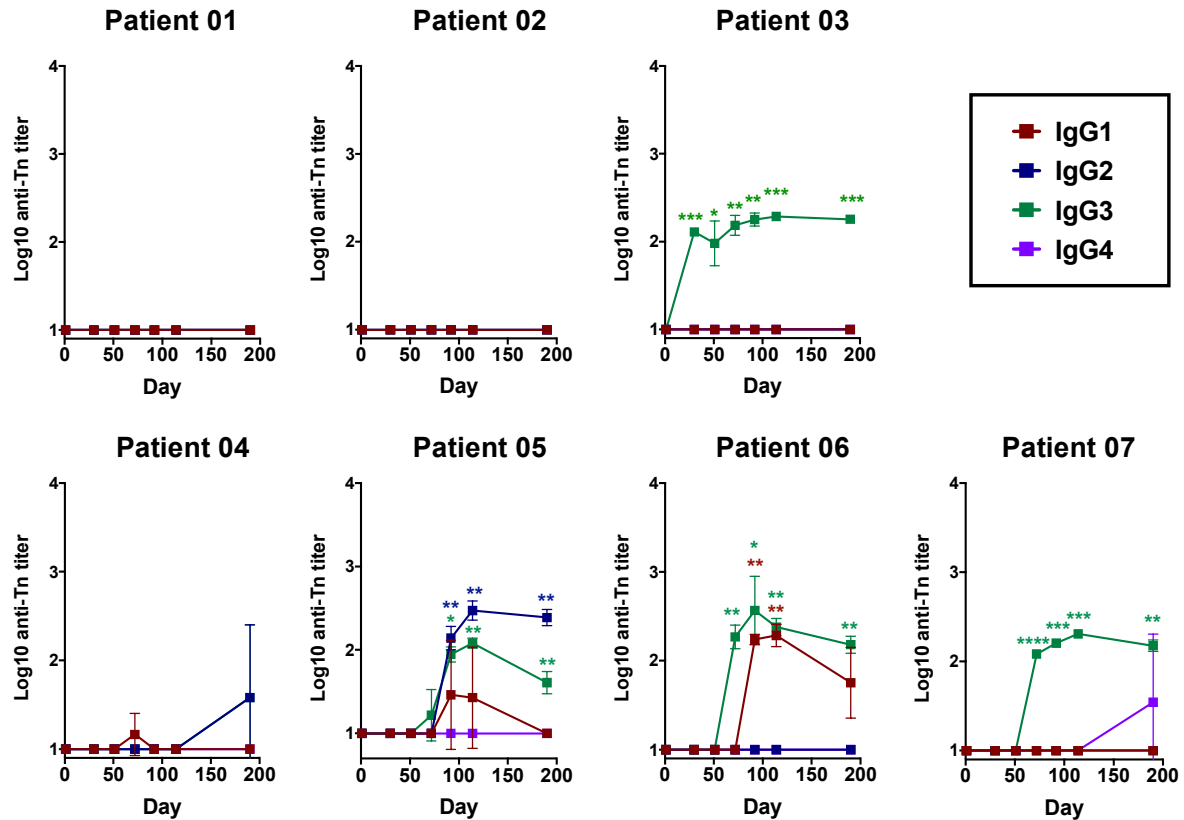 Patient 01
Patient 02
Patient 03
Log10 anti-Tn titer
4
3
2
1
0 50 100 150 200
Day
Log10 anti-Tn titer
4
3
2
1
0 50 100 150 200
Day
Log10 anti-Tn titer
4
3
2
1
*** * ** ** *** ***
0 50 100 150 200
Day
IgG1
IgG2
IgG3
IgG4
Patient 04
Patient 05
Patient 06
Patient 07
Log10 anti-Tn titer
4
3
2
1
0 50 100 150 200
Day
Log10 anti-Tn titer
4
3
2
1
** ** **
* ** **
0 50 100 150 200
Day
Log10 anti-Tn titer
4
3
2
1
*
**
** ** **
**
0 50 100 150 200
Day
Log10 anti-Tn titer
4
3
2
1
**** *** *** **
0 50 100 150 200
Day